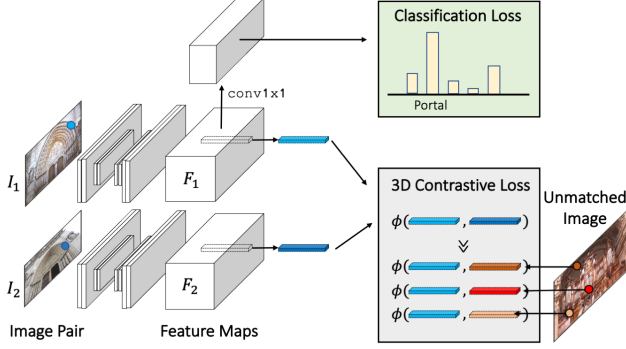 Classification Loss
Portal
conv1x1
I1
F1
3D Contrastive Loss
Unmatched
Image
ϕ( , )
≫
ϕ( , )
ϕ( , )
ϕ( , )
I2
F2
Image Pair
Feature Maps